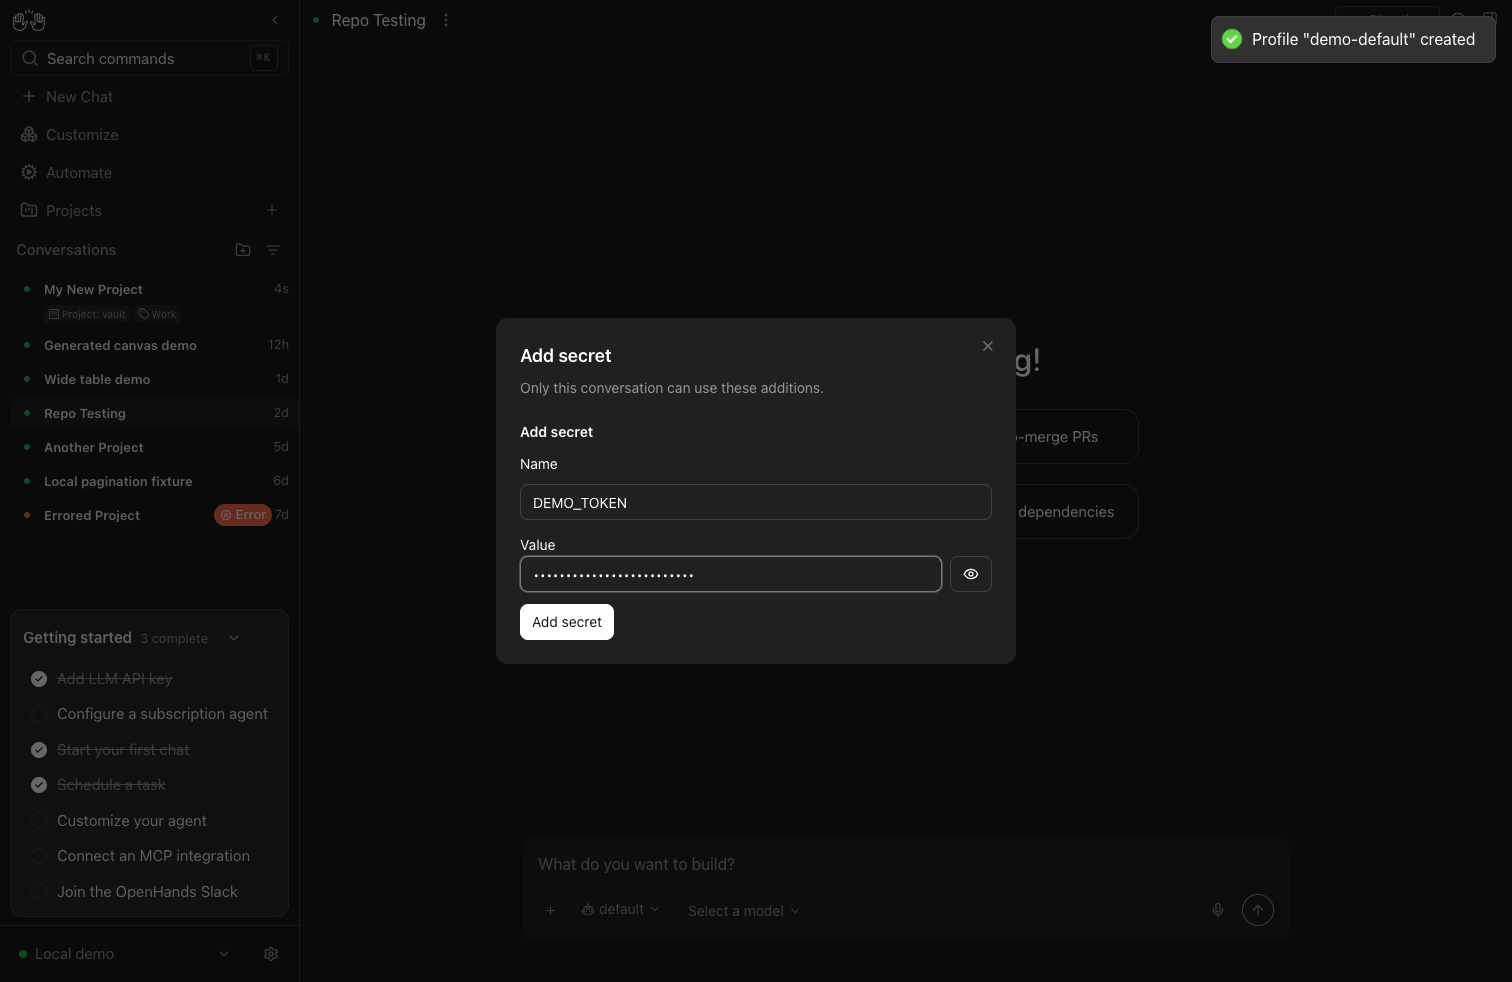 Repo Testing
Profile "demo-default" created
Search commands
⌘K
New Chat
Customize
Automate
Projects
Conversations
My New Project 4s
Project: vault Work
Generated canvas demo 12h
Wide table demo 1d
Repo Testing 2d
Another Project 5d
Local pagination fixture 6d
Errored Project Error 7d
Getting started 3 complete
Add LLM API key
Configure a subscription agent
Start your first chat
Schedule a task
Customize your agent
Connect an MCP integration
Join the OpenHands Slack
Local demo
g!
-merge PRs
dependencies
Add secret
Only this conversation can use these additions.
Add secret
Name
DEMO_TOKEN
Value
•••••••••••••••••••••••••
Add secret
What do you want to build?
default Select a model